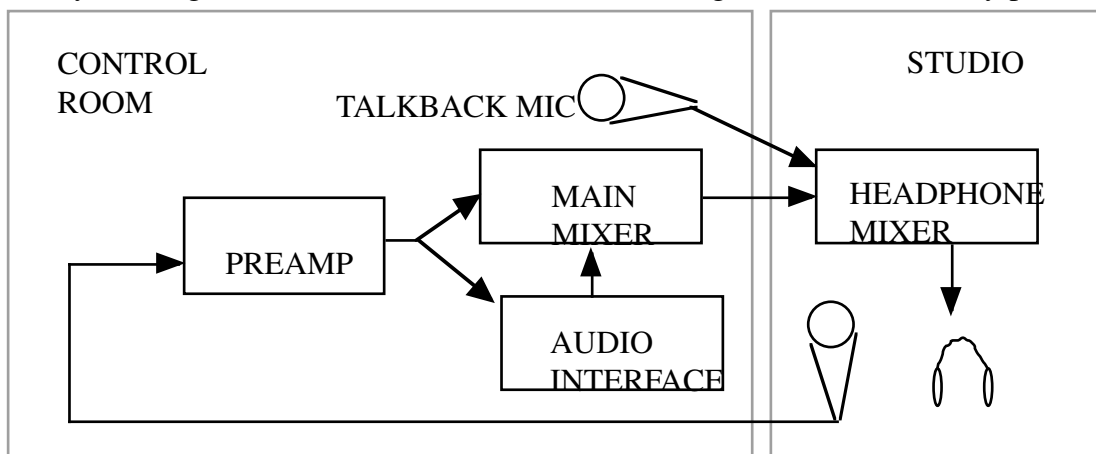 CONTROL
ROOM
STUDIO
TALKBACK MIC
MAIN
MIXER
HEADPHONE
MIXER
PREAMP
AUDIO
INTERFACE